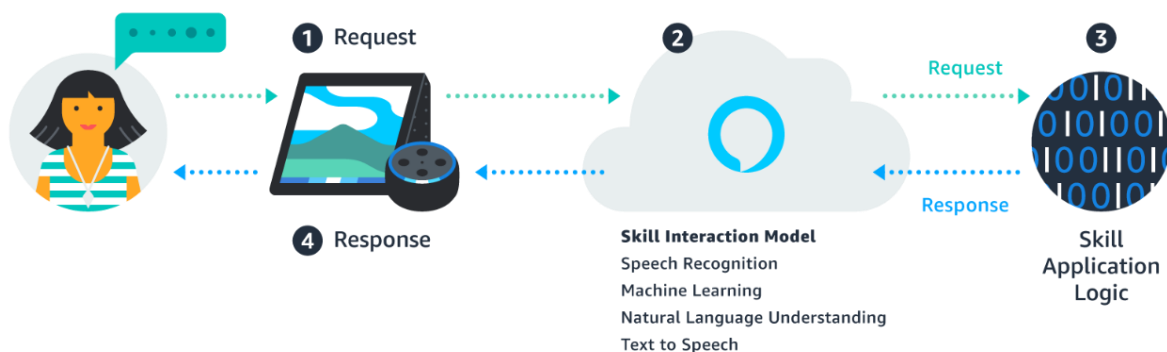 1 Request
2
3
Request
Response
4 Response
Skill Interaction Model
Speech Recognition
Machine Learning
Natural Language Understanding
Text to Speech
Skill
Application
Logic